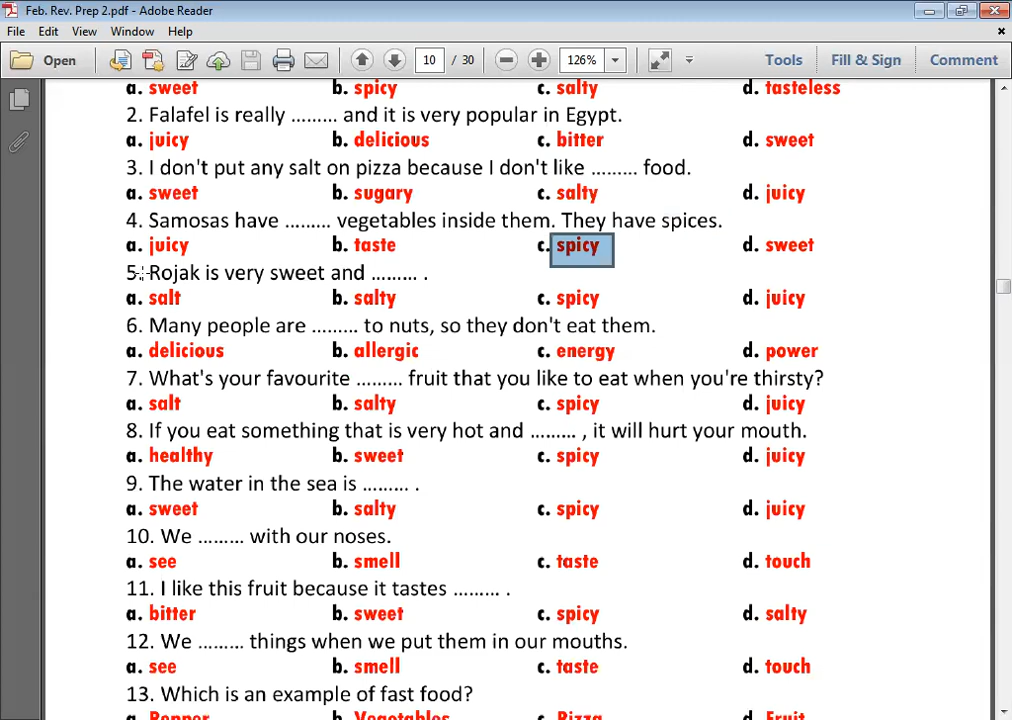 Feb. Rev. Prep 2.pdf - Adobe Reader
File Edit View Window Help
Open 10 / 30 126% Tools Fill & Sign Comment
a. sweet b. spicy c. salty d. tasteless
2. Falafel is really ......... and it is very popular in Egypt.
a. juicy b. delicious c. bitter d. sweet
3. I don't put any salt on pizza because I don't like ......... food.
a. sweet b. sugary c. salty d. juicy
4. Samosas have ......... vegetables inside them. They have spices.
a. juicy b. taste c. spicy d. sweet
5. Rojak is very sweet and ......... .
a. salt b. salty c. spicy d. juicy
6. Many people are ......... to nuts, so they don't eat them.
a. delicious b. allergic c. energy d. power
7. What's your favourite ......... fruit that you like to eat when you're thirsty?
a. salt b. salty c. spicy d. juicy
8. If you eat something that is very hot and ......... , it will hurt your mouth.
a. healthy b. sweet c. spicy d. juicy
9. The water in the sea is ......... .
a. sweet b. salty c. spicy d. juicy
10. We ......... with our noses.
a. see b. smell c. taste d. touch
11. I like this fruit because it tastes ......... .
a. bitter b. sweet c. spicy d. salty
12. We ......... things when we put them in our mouths.
a. see b. smell c. taste d. touch
13. Which is an example of fast food?
a. Pepper b. Vegetables c. Pizza d. Fruit